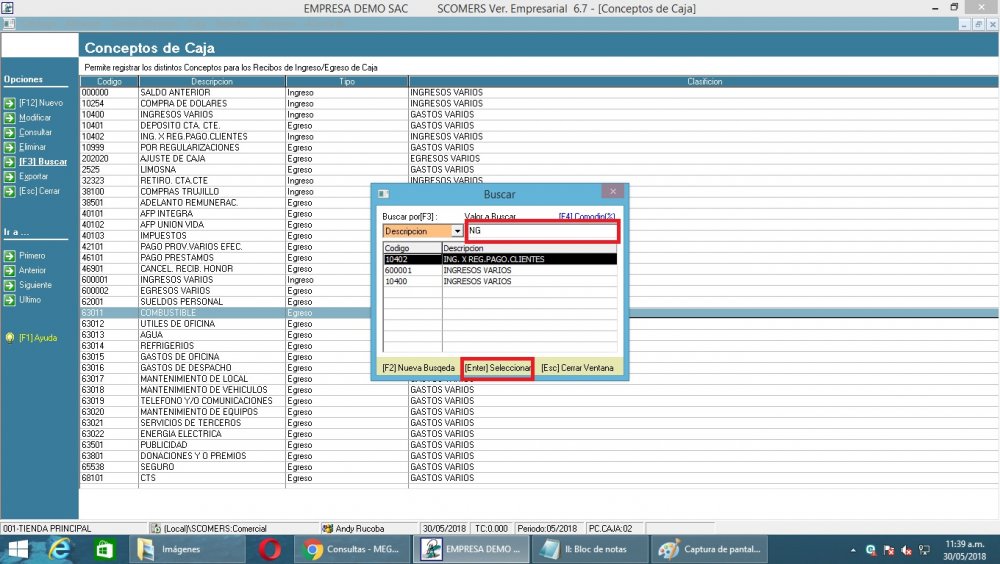 EMPRESA DEMO SAC SCOMERS Ver. Empresarial 6.7 - [Conceptos de Caja]
Conceptos de Caja
Permite registrar los distintos Conceptos para los Recibos de Ingreso/Egreso de Caja
Opciones
[F12] Nuevo
Modificar
Consultar
Eliminar
[F3] Buscar
Exportar
[Esc] Cerrar
Ir a ...
Primero
Anterior
Siguiente
Ultimo
[F1] Ayuda
Codigo Descripcion Tipo Clasificion
000000 SALDO ANTERIOR Ingreso INGRESOS VARIOS
10254 COMPRA DE DOLARES Ingreso INGRESOS VARIOS
10400 INGRESOS VARIOS Ingreso GASTOS VARIOS
10401 DEPOSITO CTA. CTE. Egreso GASTOS VARIOS
10402 ING. X REG.PAGO.CLIENTES Ingreso INGRESOS VARIOS
10999 POR REGULARIZACIONES Egreso GASTOS VARIOS
202020 AJUSTE DE CAJA Egreso EGRESOS VARIOS
2525 LIMOSNA Egreso GASTOS VARIOS
32323 RETIRO. CTA.CTE Ingreso INGRESOS VARIOS
38100 COMPRAS TRUJILLO Egreso
38501 ADELANTO REMUNERAC. Egreso
40101 AFP INTEGRA Egreso
40102 AFP UNION VIDA Egreso
40103 IMPUESTOS Egreso
42101 PAGO PROV.VARIOS EFEC. Egreso
46101 PAGO PRESTAMOS Egreso
46901 CANCEL. RECIB. HONOR Egreso
600001 INGRESOS VARIOS Ingreso
600002 EGRESOS VARIOS Egreso
62001 SUELDOS PERSONAL Egreso
63011 COMBUSTIBLE Egreso
63012 UTILES DE OFICINA Egreso
63013 AGUA Egreso
63014 REFRIGERIOS Egreso
63015 GASTOS DE OFICINA Egreso
63016 GASTOS DE DESPACHO Egreso
63017 MANTENIMIENTO DE LOCAL Egreso GASTOS VARIOS
63018 MANTENIMIENTO DE VEHICULOS Egreso GASTOS VARIOS
63019 TELEFONO Y/O COMUNICACIONES Egreso GASTOS VARIOS
63020 MANTENIMIENTO DE EQUIPOS Egreso GASTOS VARIOS
63021 SERVICIOS DE TERCEROS Egreso GASTOS VARIOS
63022 ENERGIA ELECTRICA Egreso GASTOS VARIOS
63501 PUBLICIDAD Egreso GASTOS VARIOS
63801 DONACIONES Y O PREMIOS Egreso GASTOS VARIOS
65538 SEGURO Egreso GASTOS VARIOS
68101 CTS Egreso GASTOS VARIOS
Buscar
Buscar por[F3] : Valor a Buscar [F4] Comodin(%)
Descripcion NG
Codigo Descripcion
10402 ING. X REG.PAGO.CLIENTES
600001 INGRESOS VARIOS
10400 INGRESOS VARIOS
[F2] Nueva Busqeda [Enter] Seleccionar [Esc] Cerrar Ventana
001-TIENDA PRINCIPAL (Local)\SCOMERS:Comercial Andy Rucoba 30/05/2018 TC:0.000 Periodo:05/2018 PC.CAJA:02
Imágenes Consultas - MEG... EMPRESA DEMO ... II: Bloc de notas Captura de pantal... 11:39 a.m.
30/05/2018